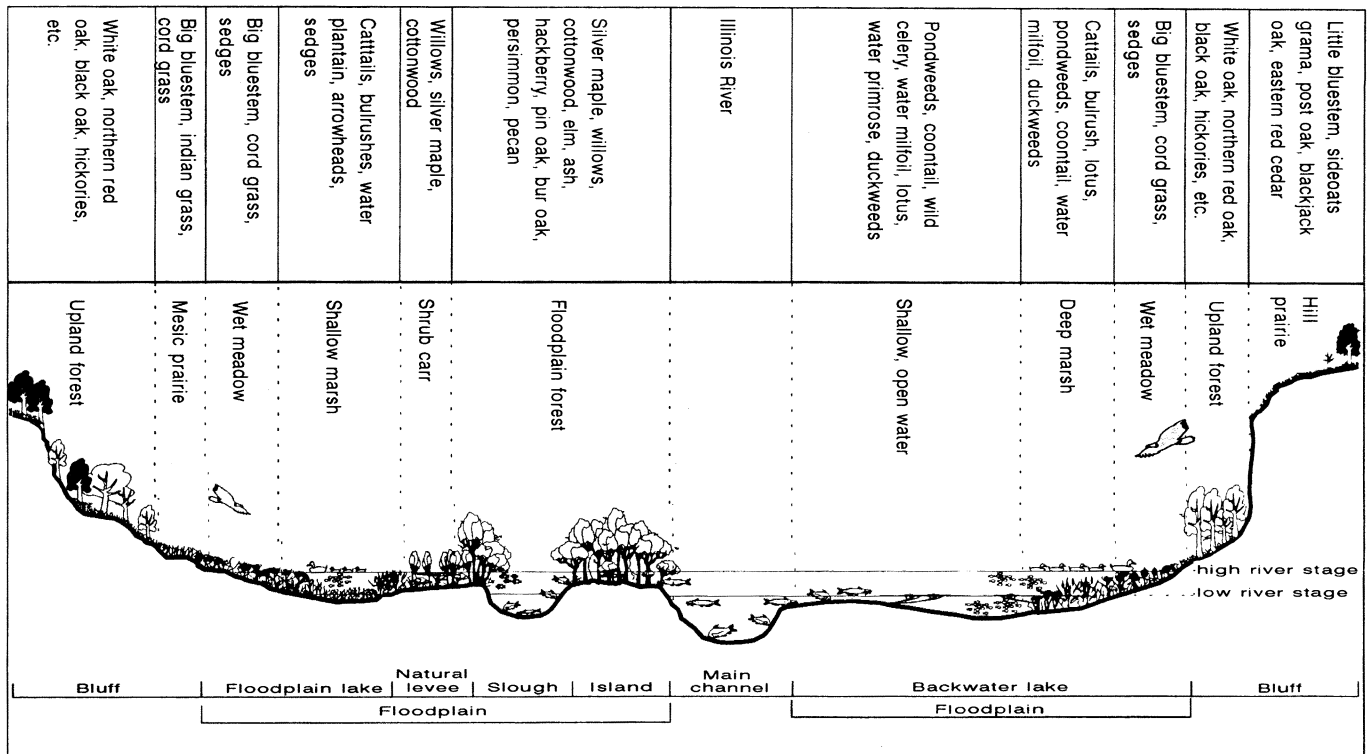 White oak, northern red
oak, black oak, hickories,
etc.
Big bluestem, indian grass,
cord grass
Big bluestem, cord grass,
sedges
Catttails, bulrushes, water
plantain, arrowheads,
sedges
Willows, silver maple,
cottonwood
Silver maple, willows,
cottonwood, elm, ash,
hackberry, pin oak, bur oak,
persimmon, pecan
Illinois River
Pondweeds, coontail, wild
celery, water milfoil, lotus,
water primrose, duckweeds
Cattails, bulrush, lotus,
pondweeds, coontail, water
milfoil, duckweeds
Big bluestem, cord grass,
sedges
White oak, northern red oak,
black oak, hickories, etc.
Little bluestem, sideoats
grama, post oak, blackjack
oak, eastern red cedar
Upland forest
Mesic prairie
Wet meadow
Shallow marsh
Shrub carr
Floodplain forest
Shallow, open water
Deep marsh
Wet meadow
Upland forest
Hill
prairie
high river stage
low river stage
Bluff
Floodplain lake
Natural
levee
Slough
Island
Main
channel
Backwater lake
Bluff
Floodplain
Floodplain